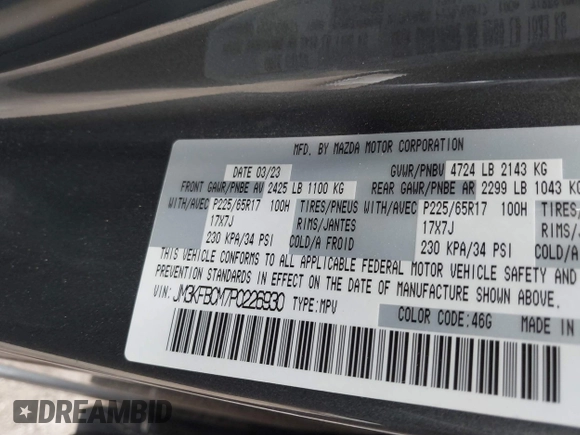 MFD. BY MAZDA MOTOR CORPORATION
DATE 03/23 GVWR/PNBV 4724 LB 2143 KG
FRONT GAWR/PNBE AV 2425 LB 1100 KG REAR GAWR/PNBE AR 2299 LB 1043 KG
WITH/AVEC P225/65R17 100H TIRES/PNEUS WITH/AVEC P225/65R17 100H
17X7J RIMS/JANTES 17X7J
230 KPA/34 PSI COLD/A FROID 230 KPA/34 PSI
THIS VEHICLE CONFORMS TO ALL APPLICABLE FEDERAL MOTOR VEHICLE SAFETY AND
PREVENTION STANDARDS IN EFFECT ON THE DATE OF MANUFACTURE SHOWN ABOVE.
VIN: JM3KFBCM7P0226930 TYPE: MPV
COLOR CODE: 46G MADE IN
DREAMBID